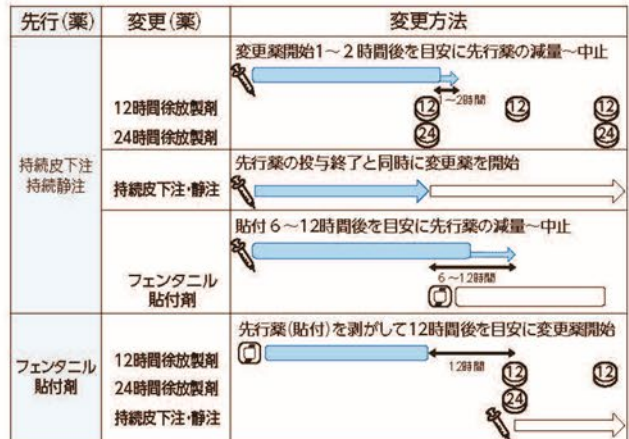 先行(薬) 変更(薬) 変更方法
変更薬開始1～2時間後を目安に先行薬の減量～中止
1～2時間
12時間徐放製剤 12 12 12
24時間徐放製剤 24 24
持続皮下注
持続静注
先行薬の投与終了と同時に変更薬を開始
持続皮下注・静注
貼付6～12時間後を目安に先行薬の減量～中止
6～12時間
フェンタニル
貼付剤
先行薬(貼付)を剥がして12時間後を目安に変更薬開始
12時間
フェンタニル
貼付剤
12時間徐放製剤 12 12
24時間徐放製剤 24
持続皮下注・静注